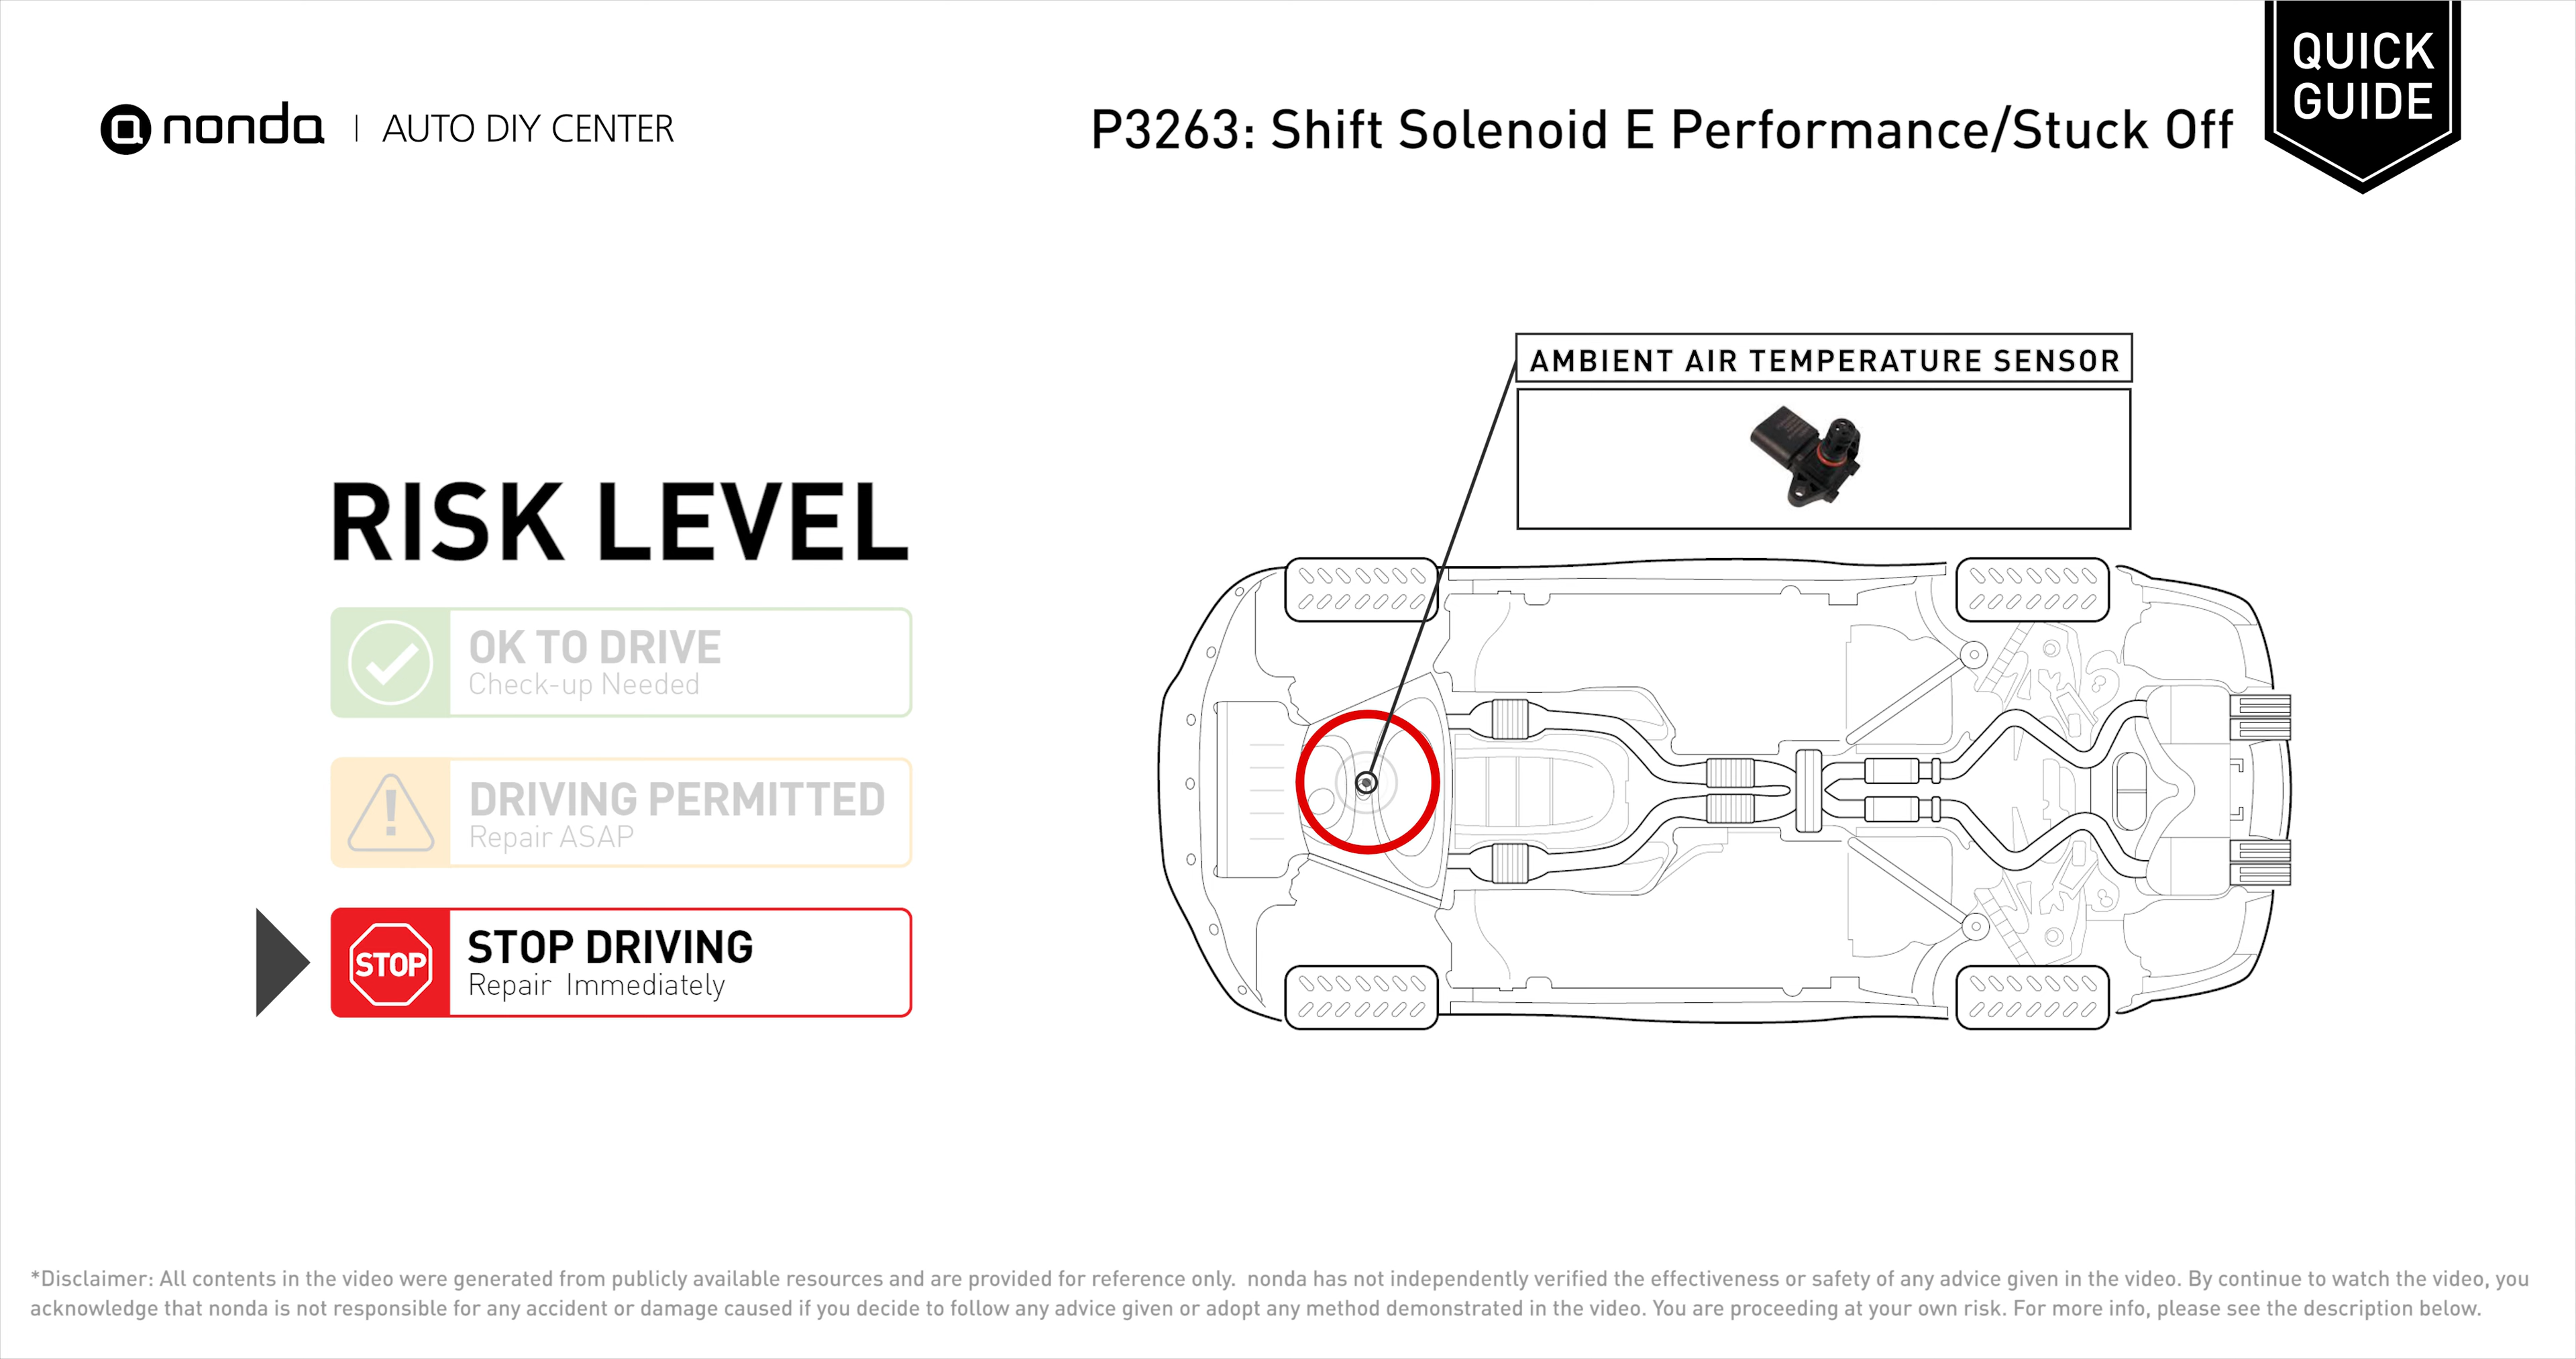 nonda | AUTO DIY CENTER
P3263: Shift Solenoid E Performance/Stuck Off
QUICK
GUIDE
AMBIENT AIR TEMPERATURE SENSOR
RISK LEVEL
OK TO DRIVE
Check-up Needed
DRIVING PERMITTED
Repair ASAP
STOP
STOP DRIVING
Repair Immediately
*Disclaimer: All contents in the video were generated from publicly available resources and are provided for reference only. nonda has not independently verified the effectiveness or safety of any advice given in the video. By continue to watch the video, you
acknowledge that nonda is not responsible for any accident or damage caused if you decide to follow any advice given or adopt any method demonstrated in the video. You are proceeding at your own risk. For more info, please see the description below.